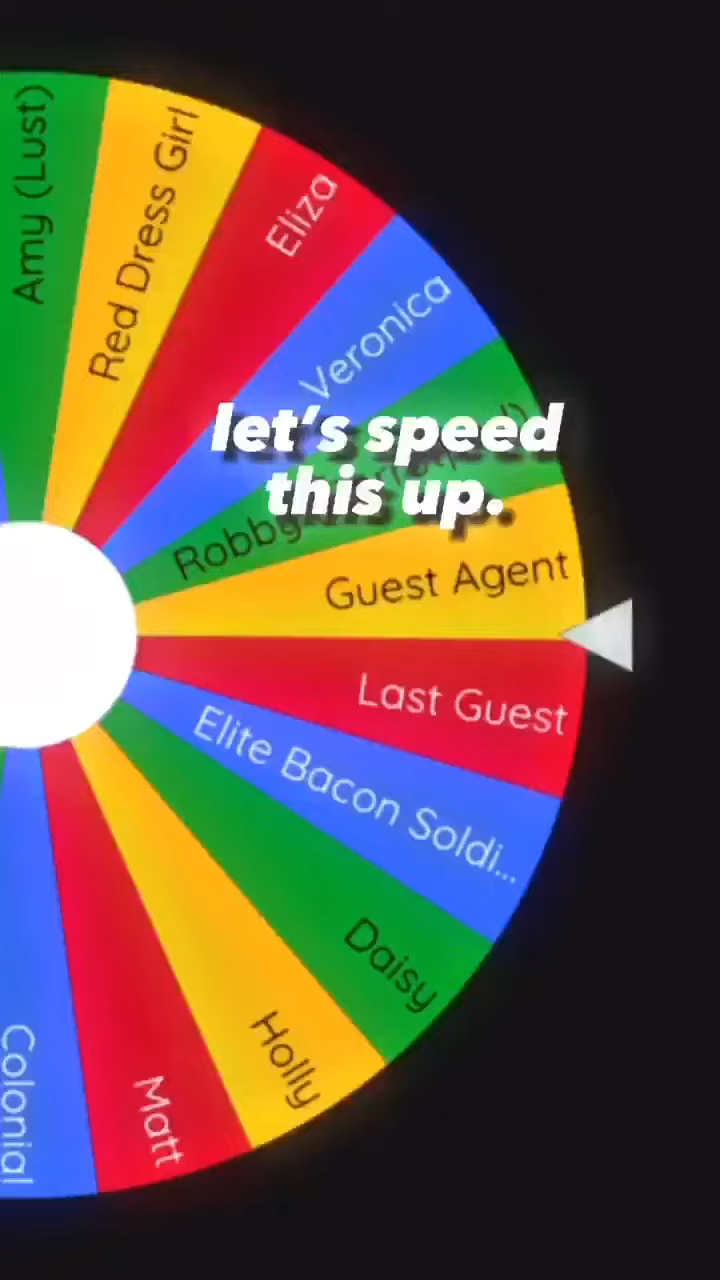 Amy (Lust)
Red Dress Girl
Eliza
Veronica
let's speed
this up.
Robby
Guest Agent
Last Guest
Elite Bacon Soldi...
Daisy
Holly
Matt
Colonial